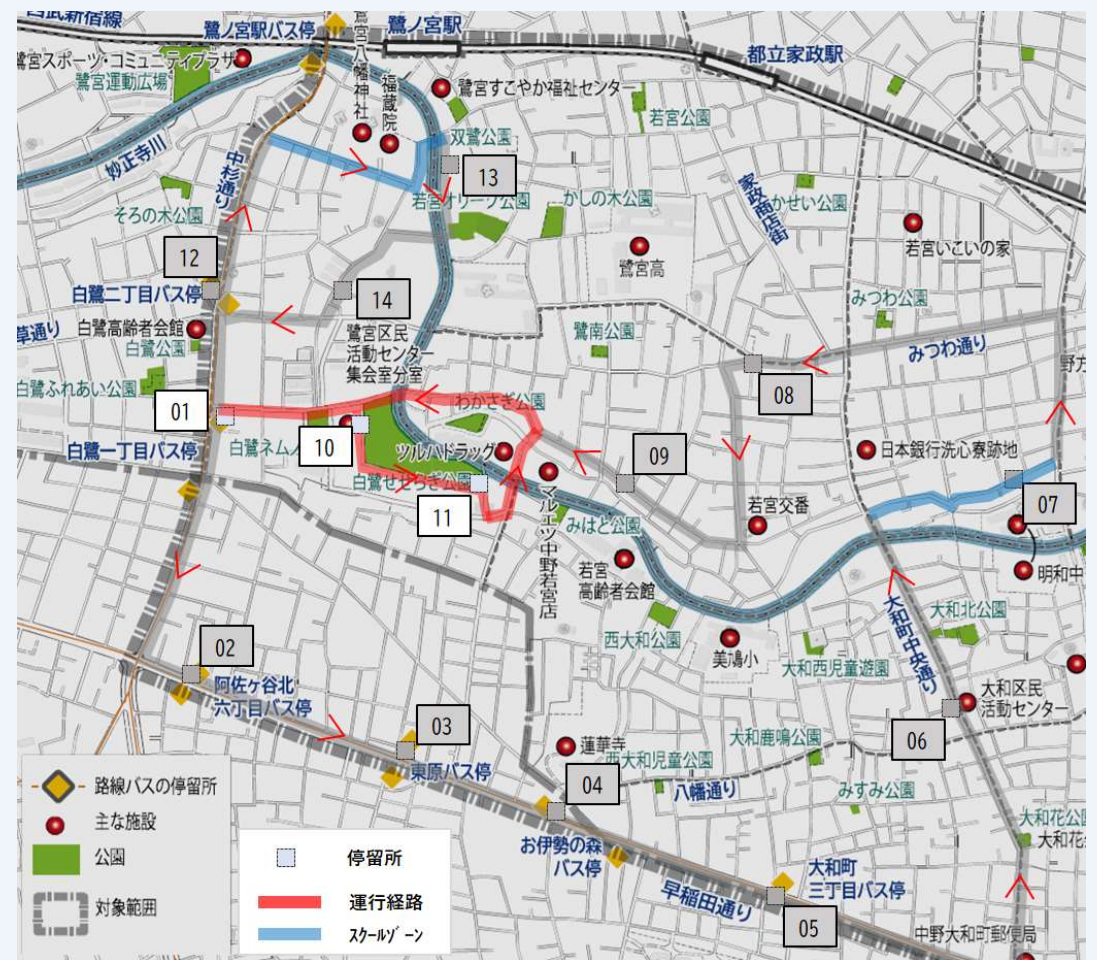 西武新宿線
鷺ノ宮駅バス停
鷺ノ宮駅
都立家政駅
鷺宮スポーツ・コミュニティプラザ
鷺宮運動広場
鷺宮八幡神社
福蔵院
鷺宮すこやか福祉センター
若宮公園
双鷺公園
妙正寺川
中杉通り
13
若宮オリーブ公園
かしの木公園
家政商店街
かせい公園
そろの木公園
鷺宮高
若宮いこいの家
12
白鷺二丁目バス停
14
みつわ公園
草通り
白鷺高齢者会館
白鷺公園
鷺宮区民
活動センター
集会室分室
鷺南公園
みつわ通り
野方
白鷺ふれあい公園
08
01
わかさぎ公園
白鷺一丁目バス停
白鷺ネムノ
10
ツルハドラッグ
09
日本銀行洗心寮跡地
白鷺せせらぎ公園
11
マルエツ中野若宮店
みはと公園
若宮交番
07
若宮
高齢者会館
明和中
西大和公園
美鳩小
大和西児童遊園
大和町中央通り
大和北公園
02
阿佐ヶ谷北
六丁目バス停
大和区民
活動センター
03
東原バス停
蓮華寺
西大和児童公園
大和鹿鳴公園
06
04
八幡通り
みすみ公園
大和花公園
大和花
お伊勢の森
バス停
早稲田通り
大和町
三丁目バス停
05
中野大和町郵便局
路線バスの停留所
主な施設
公園
対象範囲
停留所
運行経路
スクールゾーン